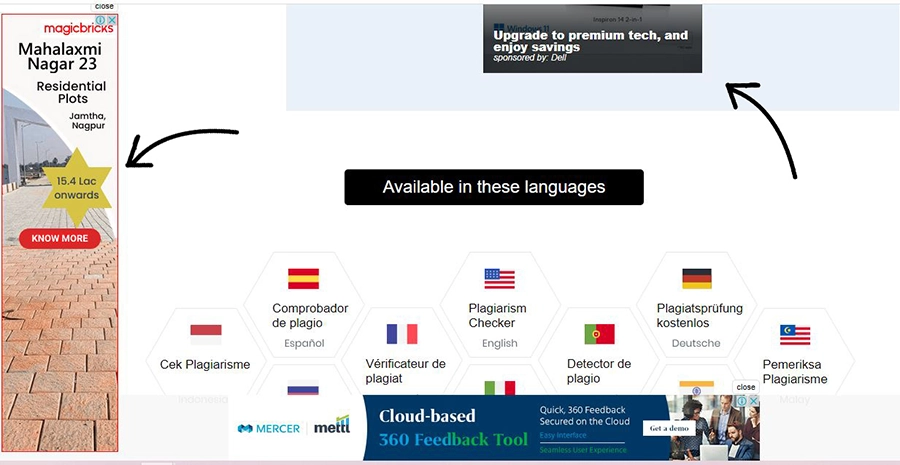 close
magicbricks
Mahalaxmi
Nagar 23
Residential
Plots
Jamtha,
Nagpur
15.4 Lac
onwards
KNOW MORE
Inspiron 14 2-in-1
Windows 11
Upgrade to premium tech, and
enjoy savings
sponsored by: Dell
Available in these languages
Comprobador
de plagio
Español
Plagiarism
Checker
English
Plagiatsprüfung
kostenlos
Deutsche
Cek Plagiarisme
Indonesia
Vérificateur de
plagiat
Detector de
plagio
Pemeriksa
Plagiarisme
Malay
close
MERCER | mettl
Cloud-based
360 Feedback Tool
Quick, 360 Feedback
Secured on the Cloud
Easy Interface
Seamless User Experience
Get a demo